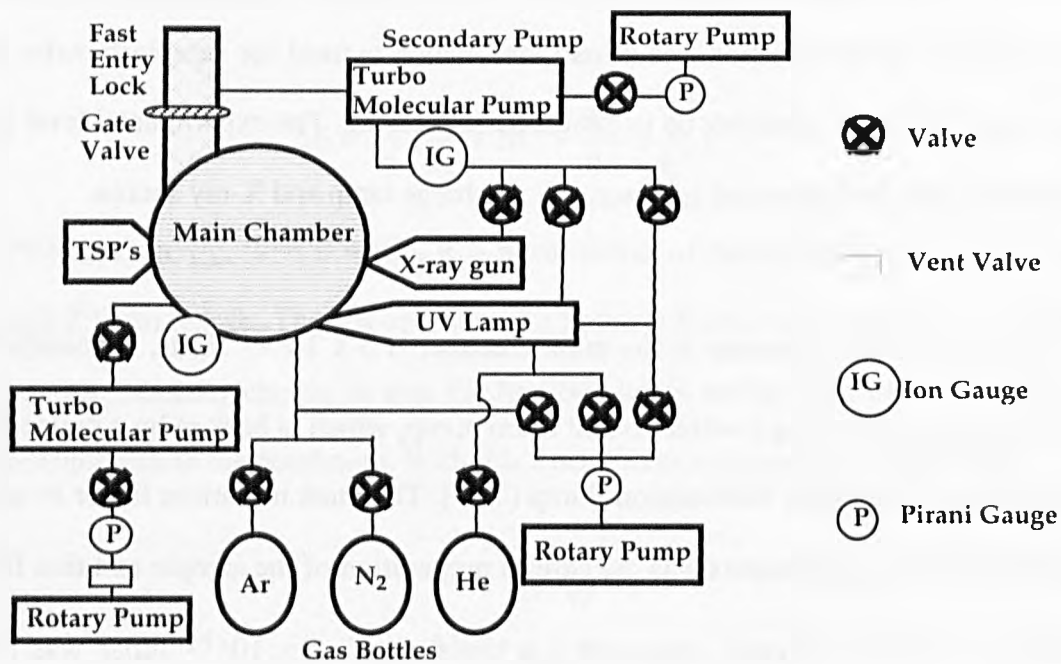 Fast
Entry
Lock
Gate
Valve
Secondary Pump
Turbo
Molecular Pump
Rotary Pump
P
IG
Valve
Main Chamber
TSP's
X-ray gun
Vent Valve
UV Lamp
IG
IG
Ion Gauge
Turbo
Molecular Pump
P
P
Pirani Gauge
P
Ar
N2
He
Rotary Pump
Rotary Pump
Gas Bottles